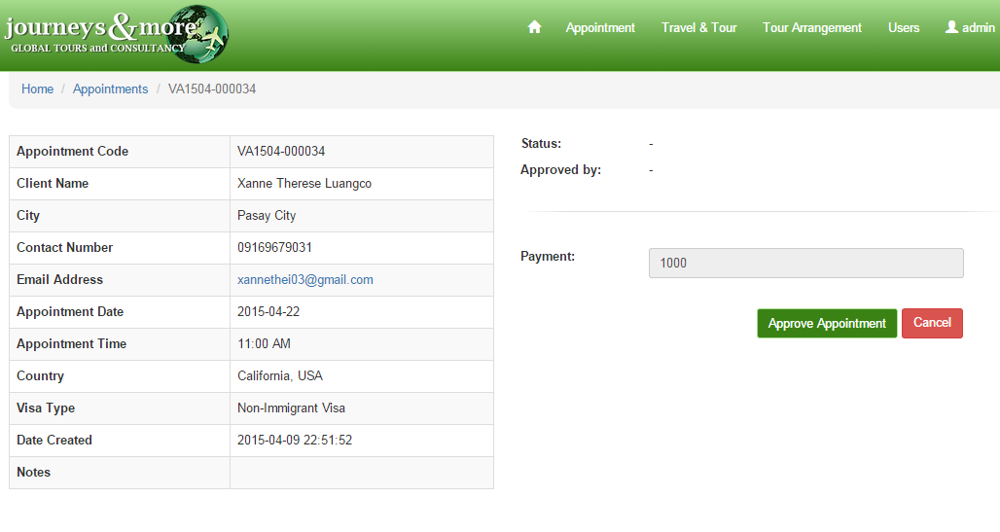 journeys&more
GLOBAL TOURS and CONSULTANCY
Appointment Travel & Tour Tour Arrangement Users admin
Home / Appointments / VA1504-000034
Appointment Code VA1504-000034
Client Name Xanne Therese Luangco
City Pasay City
Contact Number 09169679031
Email Address xannethei03@gmail.com
Appointment Date 2015-04-22
Appointment Time 11:00 AM
Country California, USA
Visa Type Non-Immigrant Visa
Date Created 2015-04-09 22:51:52
Notes
Status: -
Approved by: -
Payment: 1000
Approve Appointment Cancel